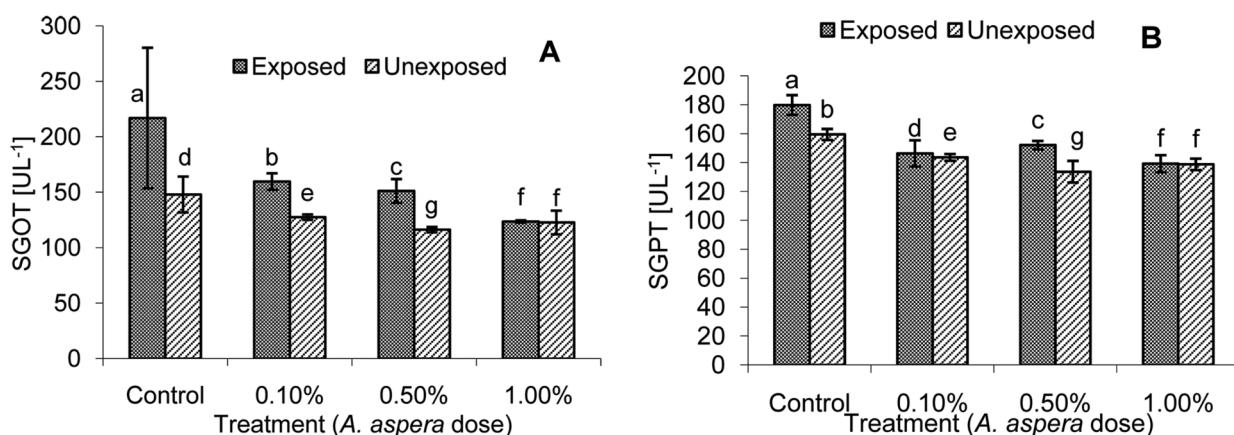 A
Exposed Unexposed
SGOT [UL-1]
300
250
200
150
100
50
0
a
d
b
e
c
g
f
f
Control 0.10% 0.50% 1.00%
Treatment (A. aspera dose)
B
Exposed Unexposed
SGPT [UL-1]
200
180
160
140
120
100
80
60
40
20
0
a
b
d
e
c
g
f
f
Control 0.10% 0.50% 1.00%
Treatment (A. aspera dose)